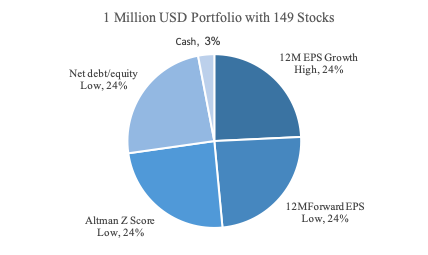 1 Million USD Portfolio with 149 Stocks
Cash, 3%
12M EPS Growth
High, 24%
Net debt/equity
Low, 24%
12MForward EPS
Low, 24%
Altman Z Score
Low, 24%